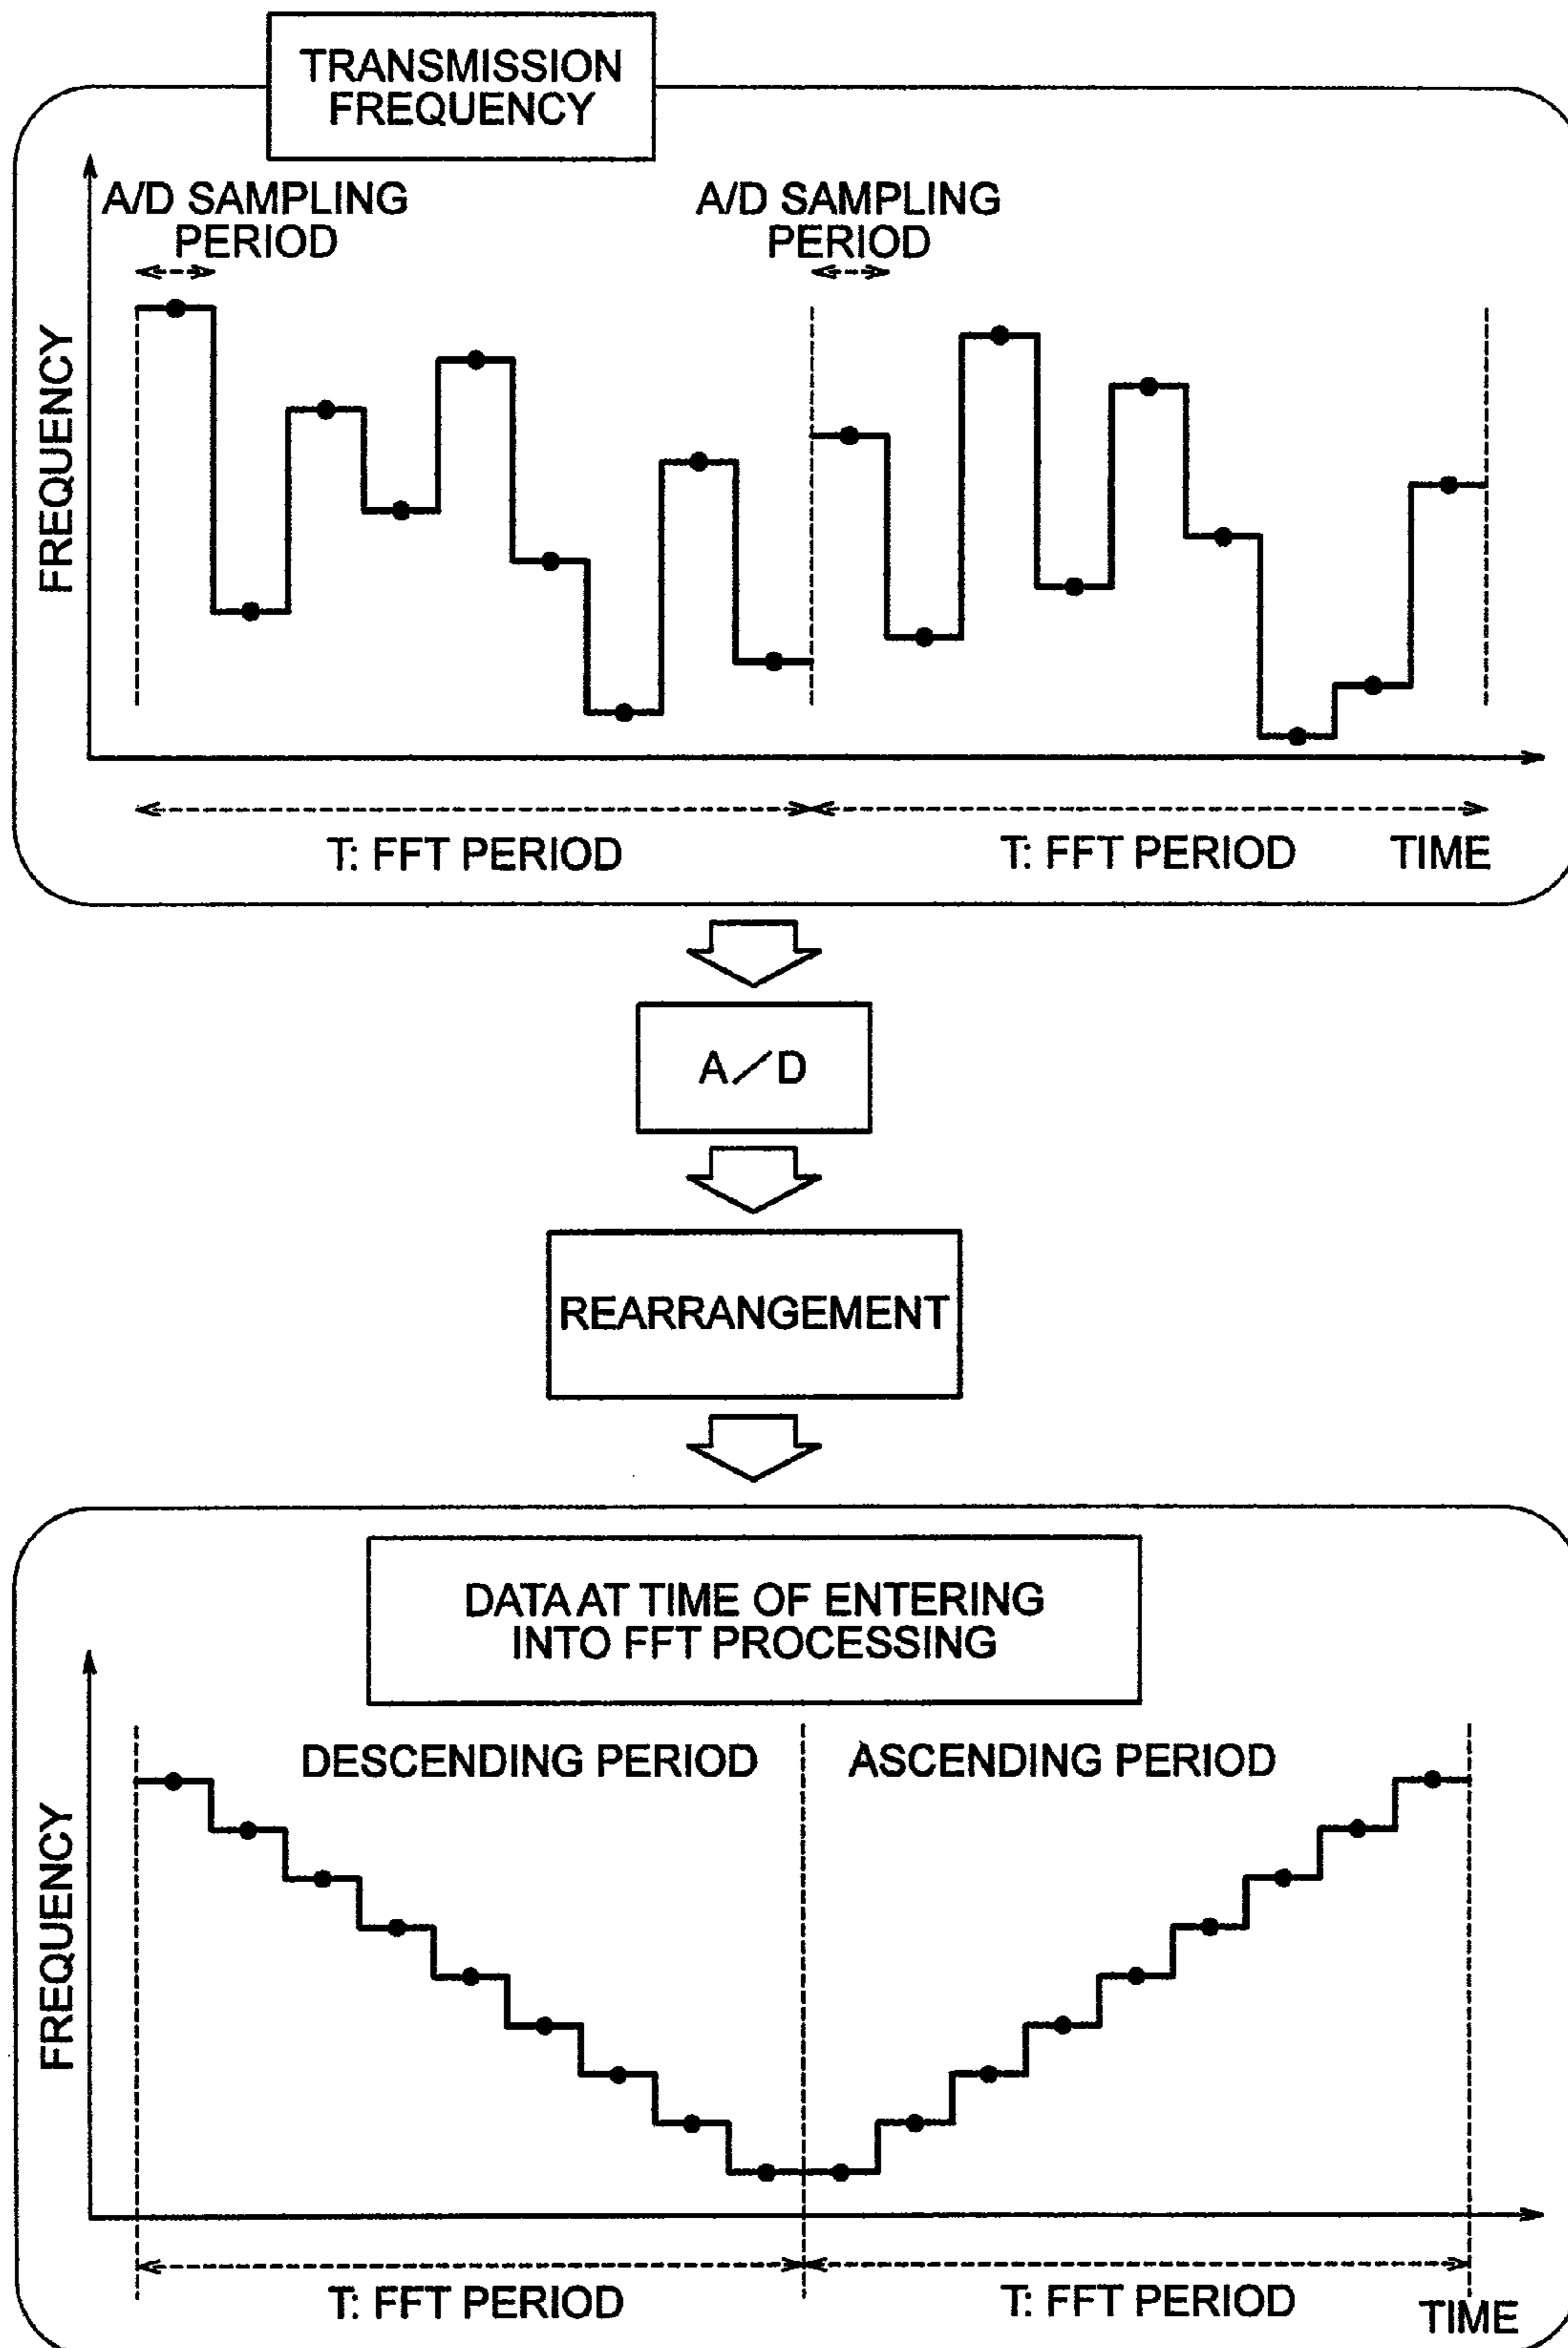 TRANSMISSION
FREQUENCY
A/D SAMPLING
PERIOD
A/D SAMPLING
PERIOD
FREQUENCY
T: FFT PERIOD
T: FFT PERIOD
TIME
A/D
REARRANGEMENT
DATA AT TIME OF ENTERING
INTO FFT PROCESSING
DESCENDING PERIOD
ASCENDING PERIOD
FREQUENCY
T: FFT PERIOD
T: FFT PERIOD
TIME